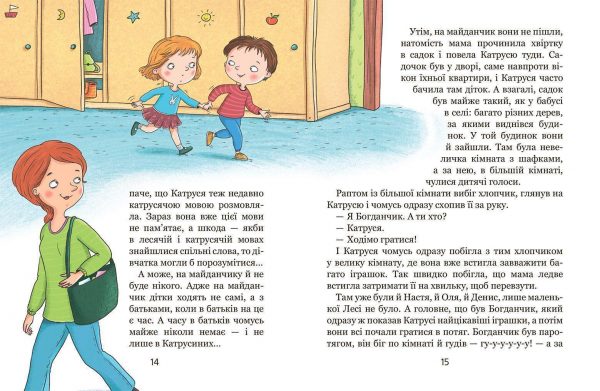 паче, що Катруся теж недавно
катрусячою мовою розмовля-
ла. Зараз вона вже цієї мови
не пам’ятає, а шкода — якби
в лесячій і катрусячій мовах
знайшлися спільні слова, то ді-
вчатка могли б порозумітися...
А може, на майданчику й не
буде нікого. Адже на майдан-
чик дітки ходять не самі, а з
батьками, коли в батьків на це
є час. А часу в батьків чомусь
майже ніколи немає — і не
лише в Катрусиних...
14
Утім, на майданчик вони не пішли,
натомість мама прочинила хвіртку
в садок і повела Катрусю туди. Са-
дочок був у дворі, саме навпроти ві-
кон їхньої квартири, і Катруся часто
бачила там діток. А взагалі, садок
був майже такий, як у бабусі
в селі: багато різних дерев,
за якими виднівся буди-
нок. У той будинок вони
й зайшли. Там була неве-
личка кімната з шафками,
а за нею, в більшій кімнаті,
чулися дитячі голоси.
Раптом із більшої кімнати вибіг хлопчик, глянув на
Катрусю і чомусь одразу схопив її за руку.
— Я Богданчик. А ти хто?
— Катруся.
— Ходімо гратися!
І Катруся чомусь одразу побігла з тим хлопчиком
у велику кімнату, де вона вже встигла завважити бага-
то іграшок. Так швидко побігла, що мама ледве
встигла затримати її на хвильку, щоб перевзути.
Там уже були й Настя, й Оля, й Денис, лише малень-
кої Лесі не було. А головне, що був Богданчик, який
одразу ж показав Катрусі найцікавіші іграшки, а потім
вони всі почали гратися в потяг. Богданчик був паро-
тягом, він біг по кімнаті й гудів — гу-у-у-у-у-у! — а за
15